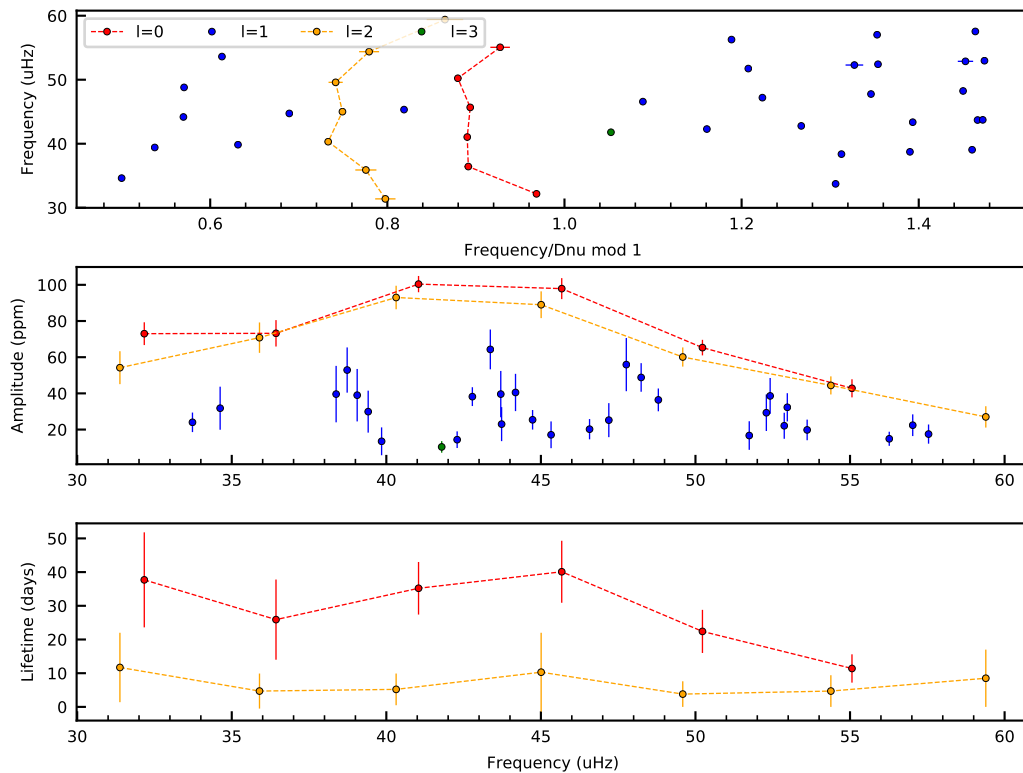 60
l=0 l=1 l=2 l=3
50
40
30
Frequency (uHz)
0.6 0.8 1.0 1.2 1.4
Frequency/Dnu mod 1
100
80
60
40
20
Amplitude (ppm)
30 35 40 45 50 55 60
50
40
30
20
10
0
Lifetime (days)
30 35 40 45 50 55 60
Frequency (uHz)